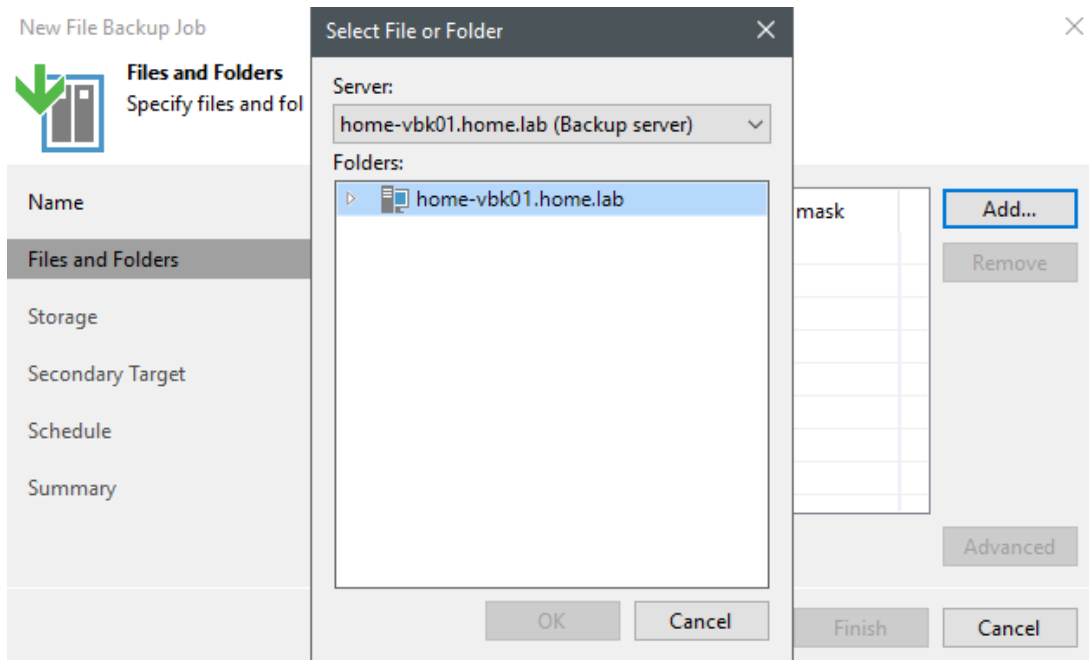 New File Backup Job
Files and Folders
Specify files and fol
Name
Files and Folders
Storage
Secondary Target
Schedule
Summary
Select File or Folder
Server:
home-vbk01.home.lab (Backup server)
Folders:
home-vbk01.home.lab
OK
Cancel
mask
Add...
Remove
Advanced
Finish
Cancel